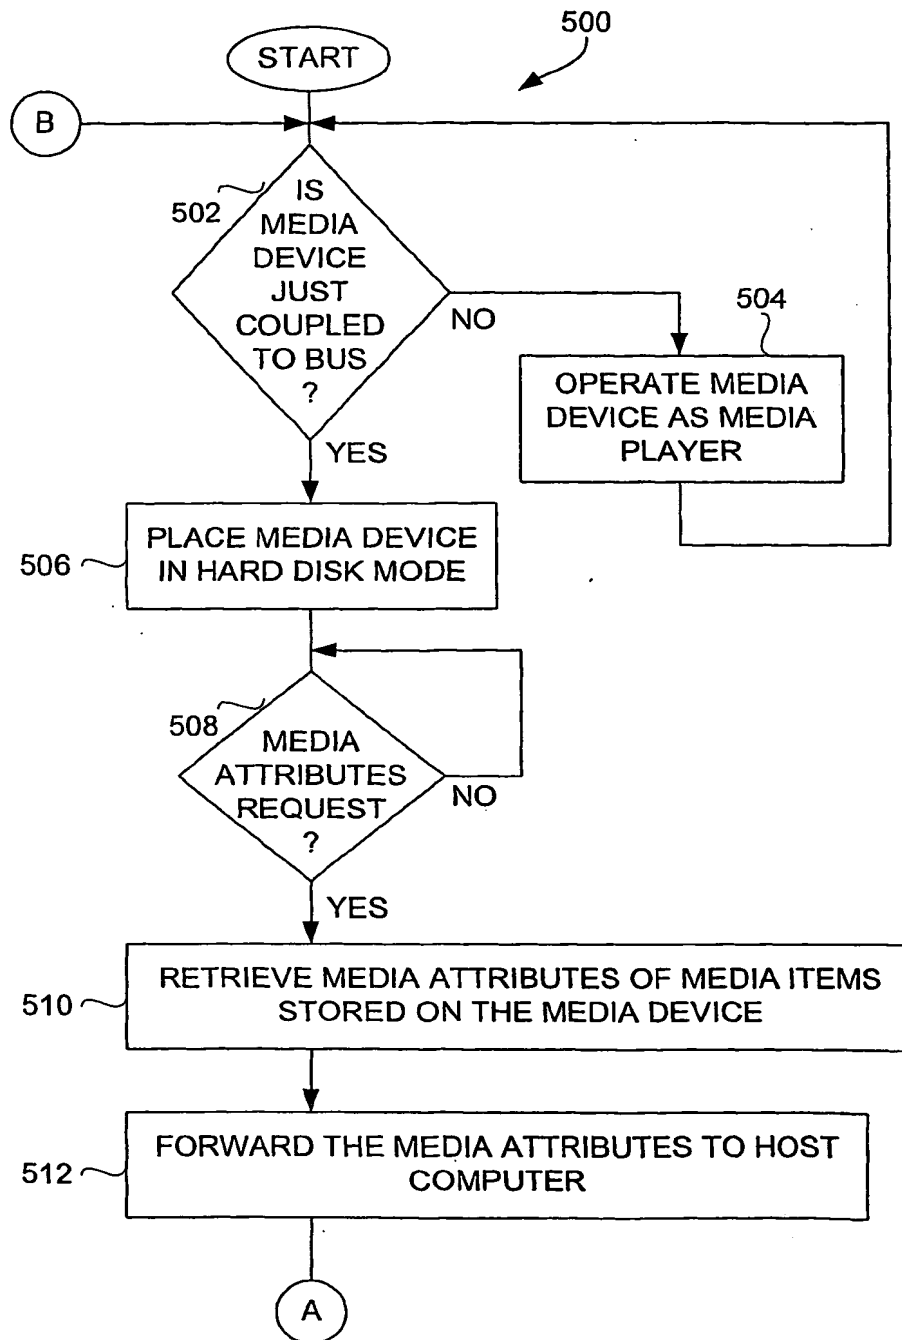 500
START
B
502
IS
MEDIA
DEVICE
JUST
COUPLED
TO BUS
?
NO
504
OPERATE MEDIA
DEVICE AS MEDIA
PLAYER
YES
506
PLACE MEDIA DEVICE
IN HARD DISK MODE
508
MEDIA
ATTRIBUTES
REQUEST
?
NO
YES
510
RETRIEVE MEDIA ATTRIBUTES OF MEDIA ITEMS
STORED ON THE MEDIA DEVICE
512
FORWARD THE MEDIA ATTRIBUTES TO HOST
COMPUTER
A